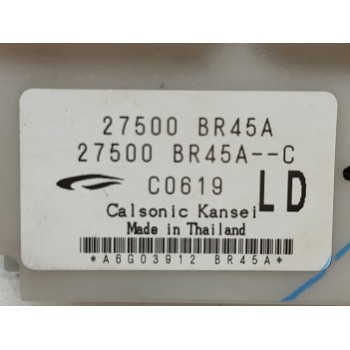 27500 BR45A
27500 BR45A--C
C0619 LD
Calsonic Kansei
Made in Thailand
*A6G03912 BR45A*